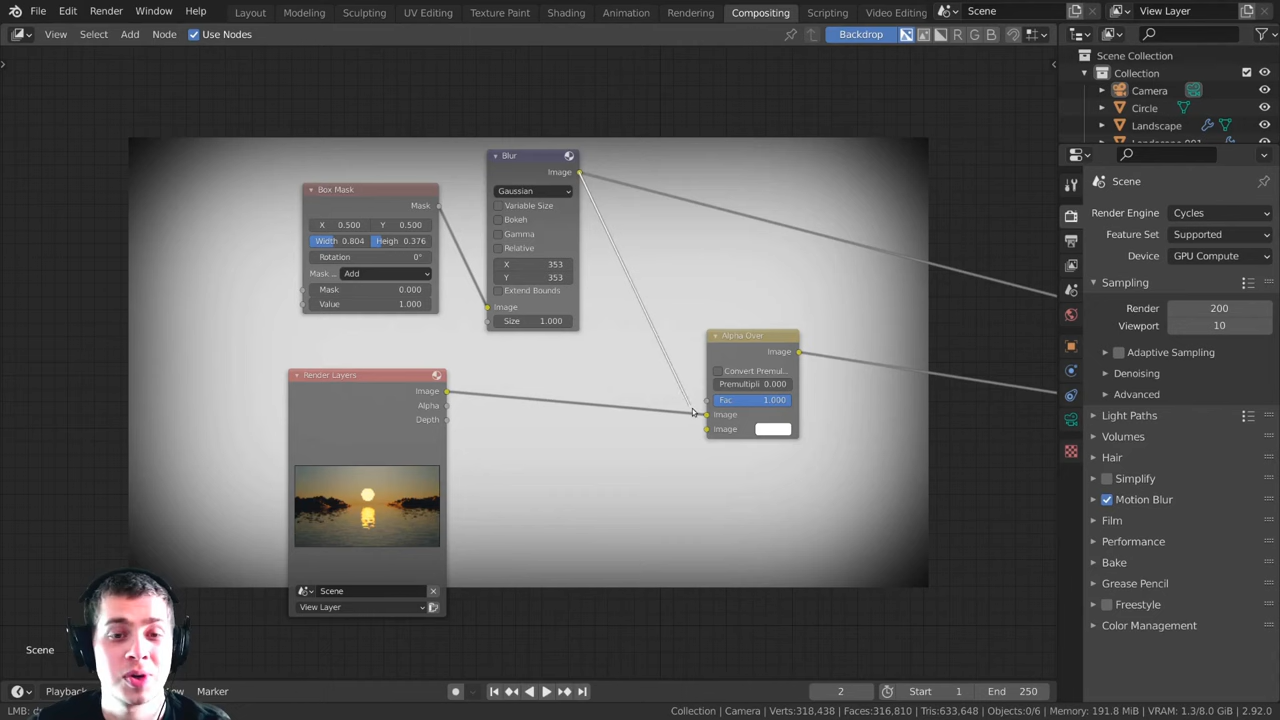 File Edit Render Window Help Layout Modeling Sculpting UV Editing Texture Paint Shading Animation Rendering Compositing Scripting Video Editing Scene View Layer
View Select Add Node Use Nodes Backdrop R G B
Scene Collection
Collection
Camera
Circle
Landscape
Box Mask
Mask
X 0.500 Y 0.500
Width 0.804 Heigh 0.376
Rotation 0°
Mask ... Add
Mask 0.000
Value 1.000
Blur
Image
Gaussian
Variable Size
Bokeh
Gamma
Relative
X 353
Y 353
Extend Bounds
Image
Size 1.000
Render Layers
Image
Alpha
Depth
Scene
View Layer
Alpha Over
Image
Convert Premul...
Premultipli 0.000
Fac 1.000
Image
Image
Scene
Render Engine Cycles
Feature Set Supported
Device GPU Compute
Sampling
Render 200
Viewport 10
Adaptive Sampling
Denoising
Advanced
Light Paths
Volumes
Hair
Simplify
Motion Blur
Film
Performance
Bake
Grease Pencil
Freestyle
Color Management
Scene
Playback View Marker 2 Start 1 End 250
LMB: Collection | Camera | Verts:318,438 | Faces:316,810 | Tris:633,648 | Objects:0/6 | Memory: 191.8 MiB | VRAM: 1.3/8.0 GiB | 2.92.0